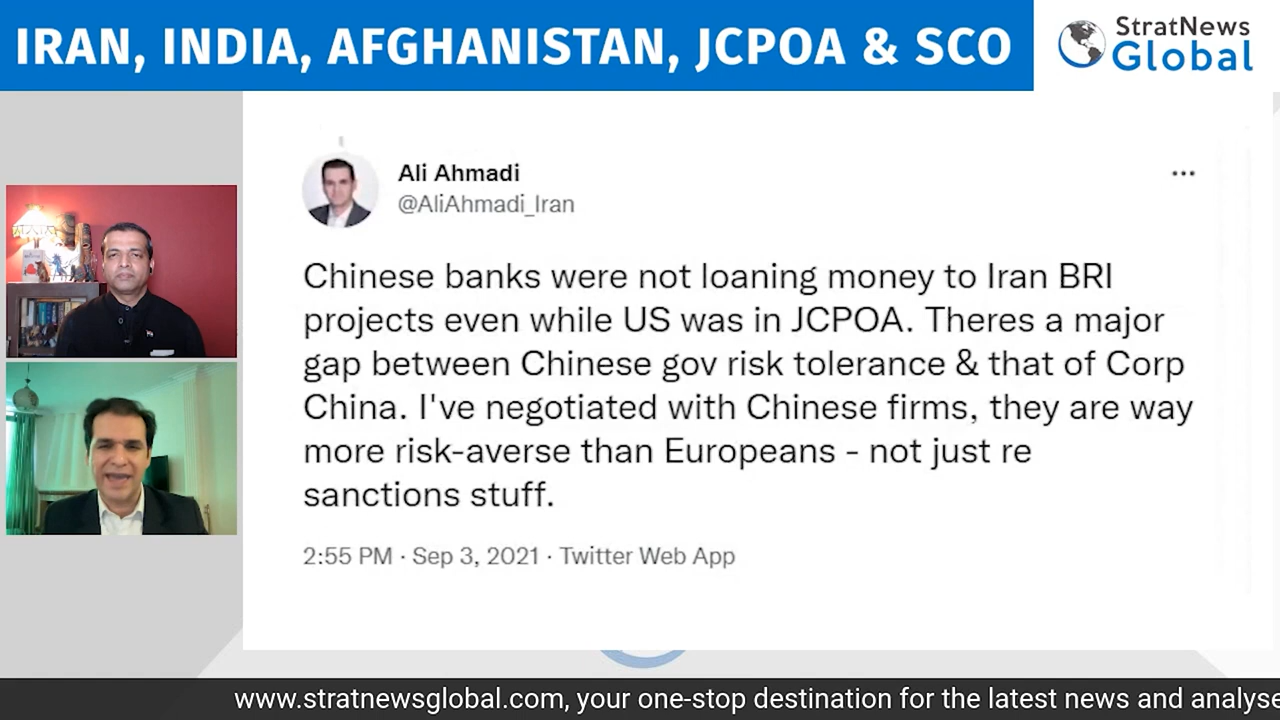 IRAN, INDIA, AFGHANISTAN, JCPOA & SCO
StratNews
Global
Ali Ahmadi
@AliAhmadi_Iran
Chinese banks were not loaning money to Iran BRI
projects even while US was in JCPOA. Theres a major
gap between Chinese gov risk tolerance & that of Corp
China. I've negotiated with Chinese firms, they are way
more risk-averse than Europeans - not just re
sanctions stuff.
2:55 PM · Sep 3, 2021 · Twitter Web App
www.stratnewsglobal.com, your one-stop destination for the latest news and analyse